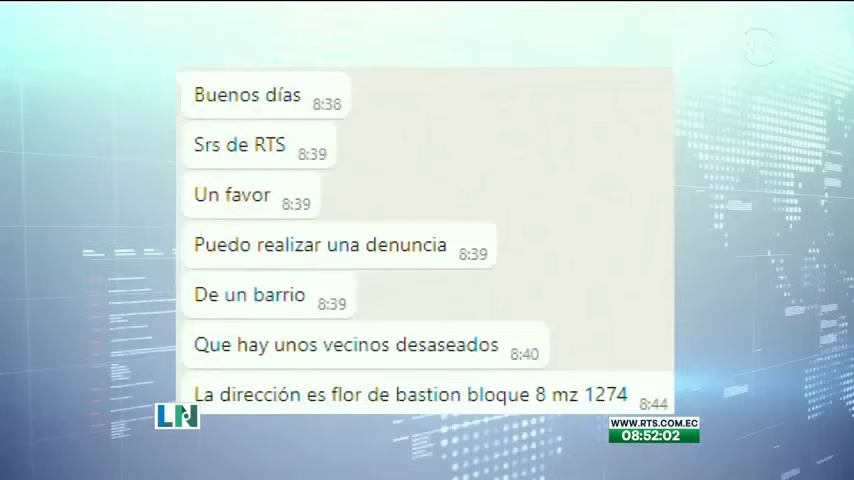 RTS
Buenos días 8:38
Srs de RTS 8:39
Un favor 8:39
Puedo realizar una denuncia 8:39
De un barrio 8:39
Que hay unos vecinos desaseados 8:40
La dirección es flor de bastion bloque 8 mz 1274 8:44
LN
WWW.RTS.COM.EC
08:52:02